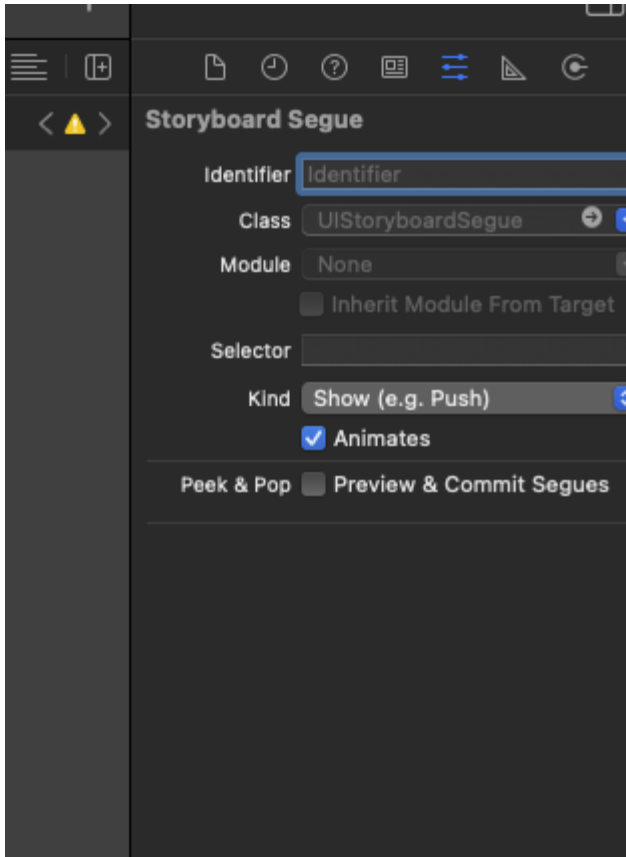 Storyboard Segue
Identifier Identifier
Class UIStoryboardSegue
Module None
Inherit Module From Target
Selector
Kind Show (e.g. Push)
Animates
Peek & Pop Preview & Commit Segues